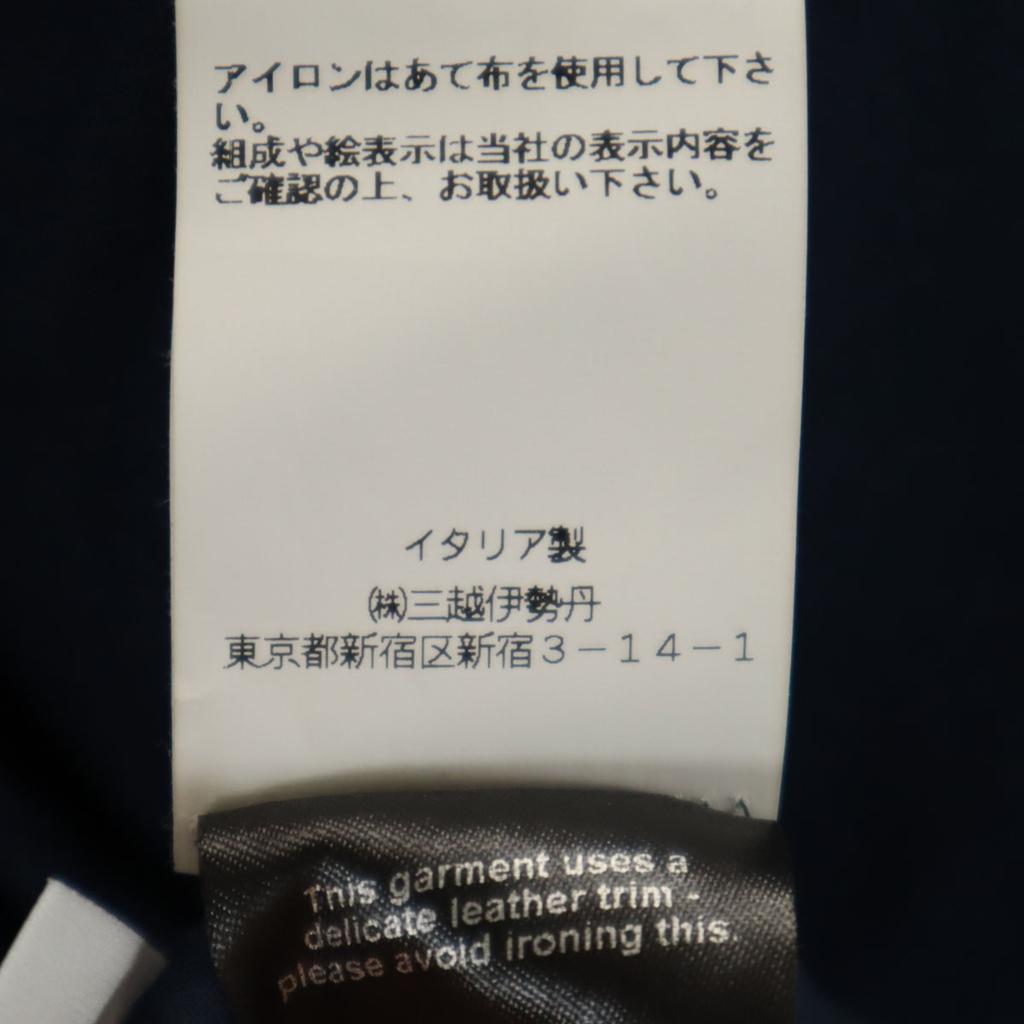 アイロンはあて布を使用して下さ
い。
組成や絵表示は当社の表示内容を
ご確認の上、お取扱い下さい。
イタリア製
㈱三越伊勢丹
東京都新宿区新宿３－１４－１
This garment uses a
delicate leather trim -
please avoid ironing this.